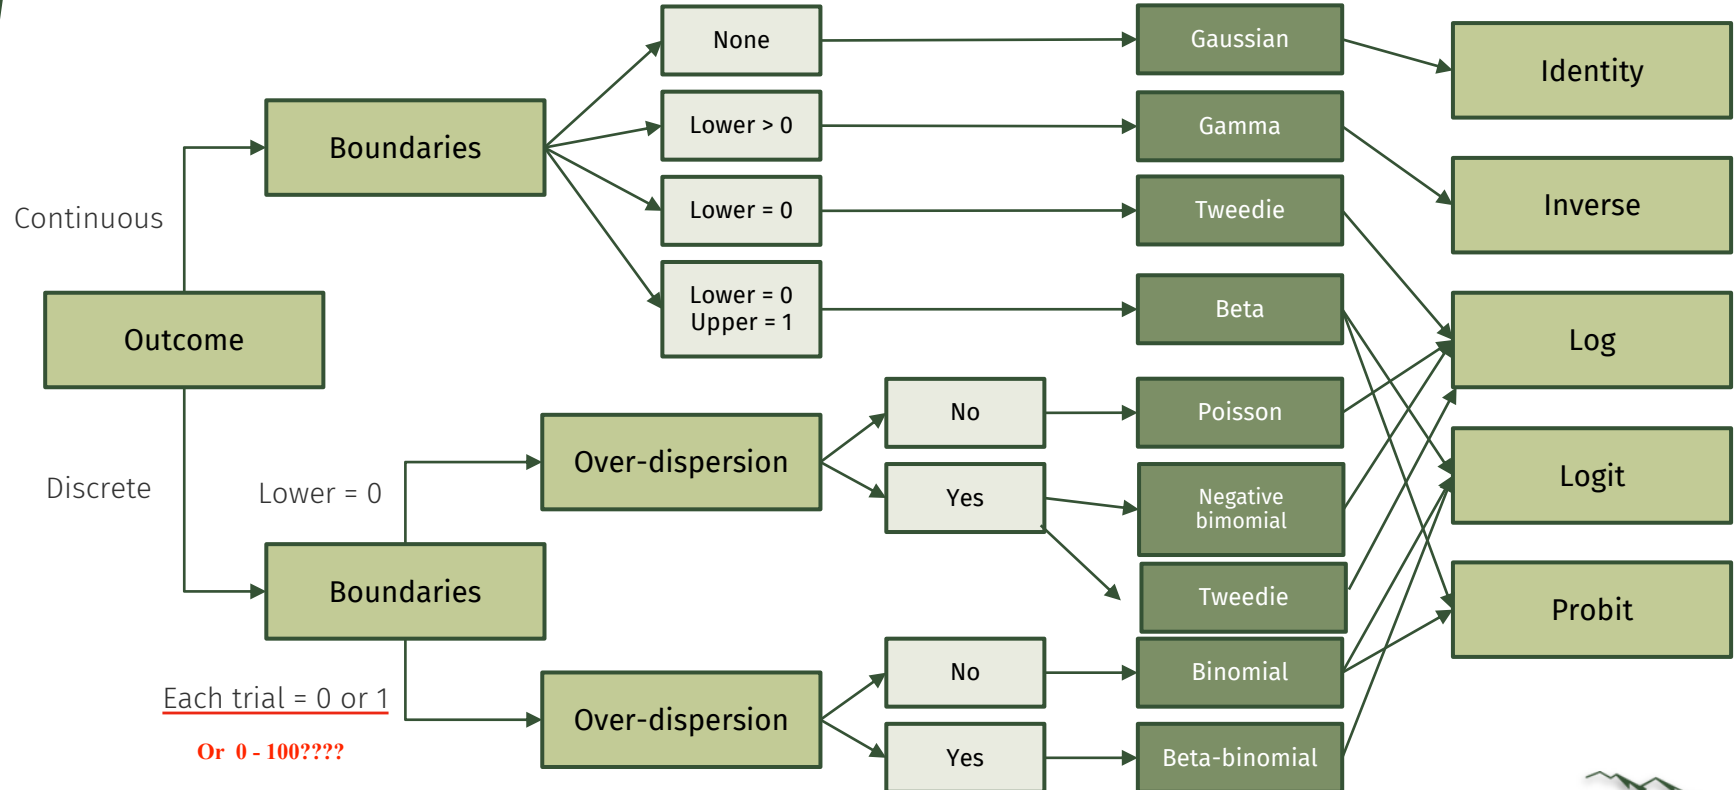 None
Gaussian
Identity
Boundaries
Lower > 0
Gamma
Continuous
Lower = 0
Tweedie
Inverse
Lower = 0
Upper = 1
Beta
Outcome
Log
Over-dispersion
No
Poisson
Discrete
Lower = 0
Yes
Negative
bimomial
Logit
Boundaries
Tweedie
Probit
Each trial = 0 or 1
Or 0 - 100????
Over-dispersion
No
Binomial
Yes
Beta-binomial